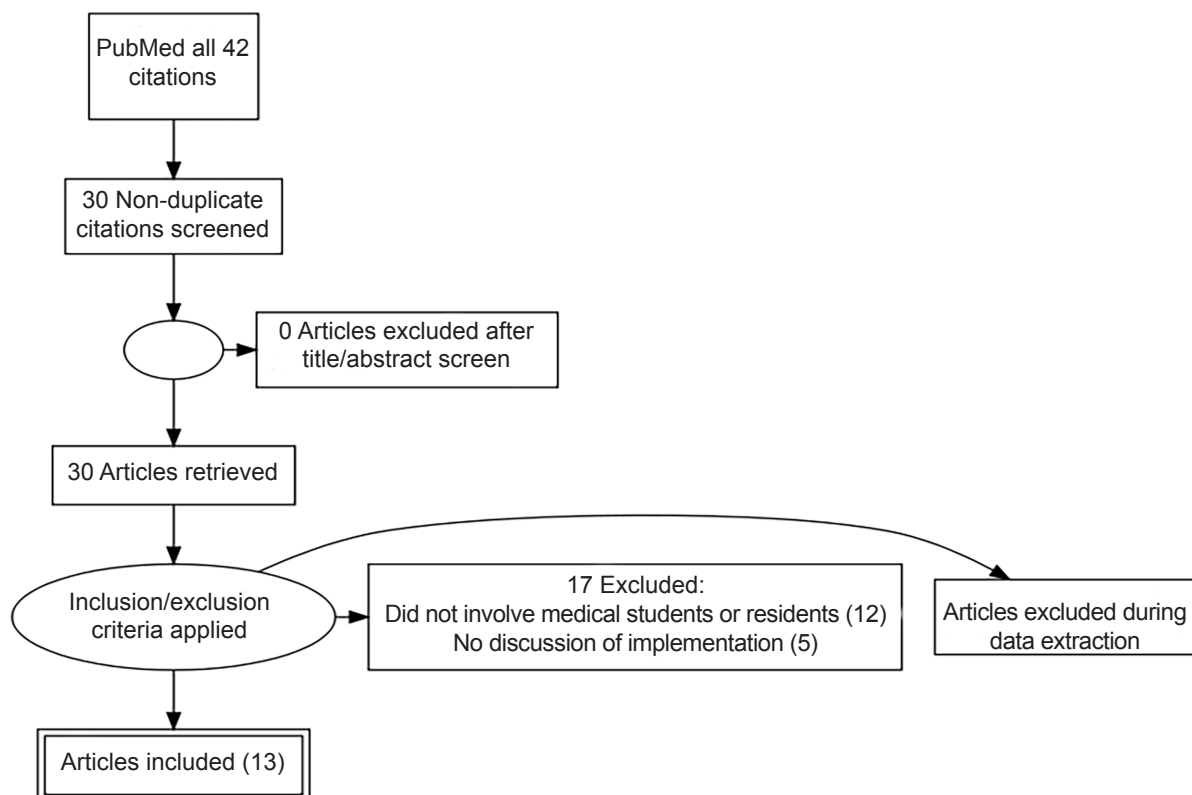 PubMed all 42
citations
30 Non-duplicate
citations screened
0 Articles excluded after
title/abstract screen
30 Articles retrieved
Inclusion/exclusion
criteria applied
17 Excluded:
Did not involve medical students or residents (12)
No discussion of implementation (5)
Articles excluded during
data extraction
Articles included (13)